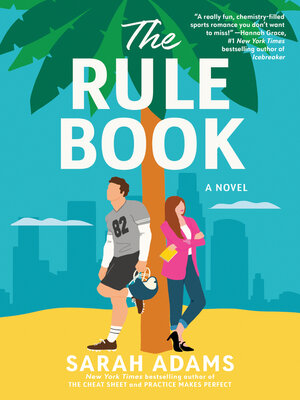 "A really fun, chemistry-filled
sports romance you don't want
to miss!" —Hannah Grace,
#1 New York Times
bestselling author of
Icebreaker
The
RULE
BOOK
A NOVEL
82
SARAH ADAMS
New York Times bestselling author of
THE CHEAT SHEET and PRACTICE MAKES PERFECT